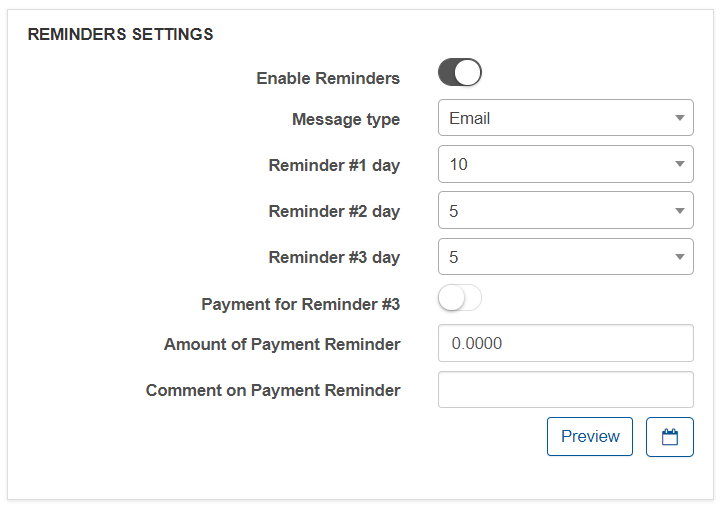 REMINDERS SETTINGS
Enable Reminders
Message type Email
Reminder #1 day 10
Reminder #2 day 5
Reminder #3 day 5
Payment for Reminder #3
Amount of Payment Reminder 0.0000
Comment on Payment Reminder
Preview